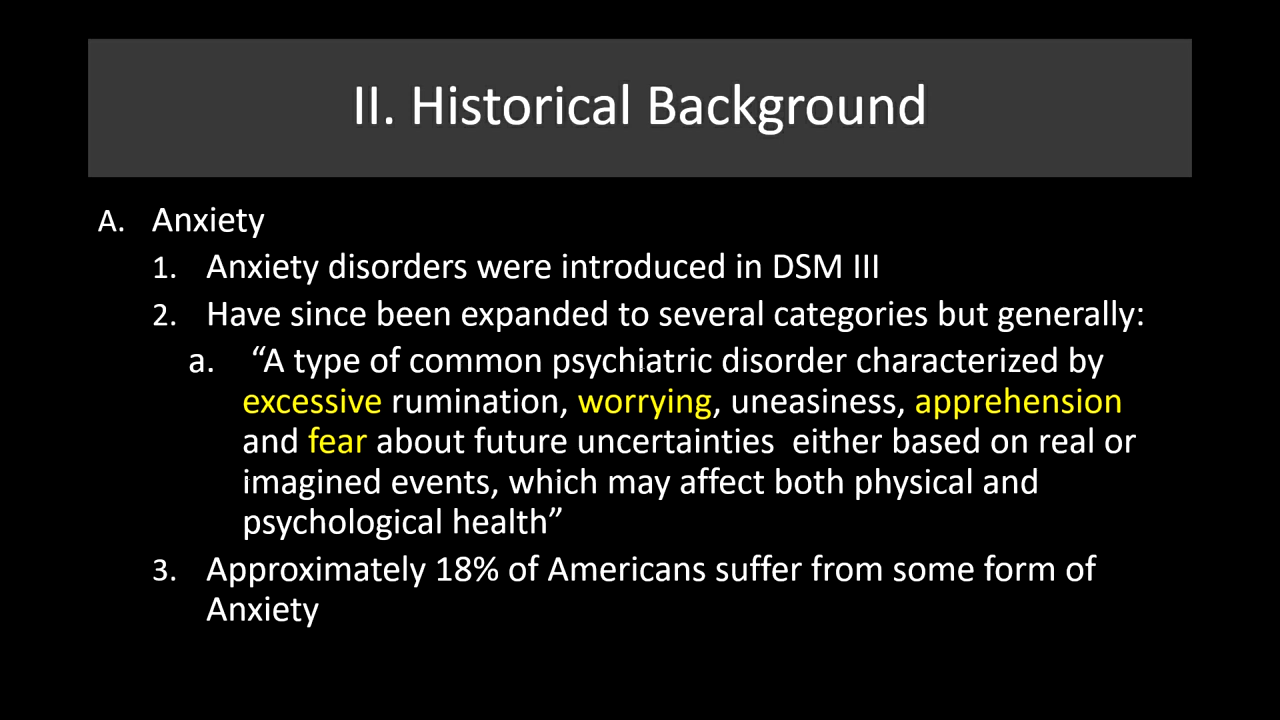 II. Historical Background
A. Anxiety
1. Anxiety disorders were introduced in DSM III
2. Have since been expanded to several categories but generally:
a. “A type of common psychiatric disorder characterized by
excessive rumination, worrying, uneasiness, apprehension
and fear about future uncertainties  either based on real or
imagined events, which may affect both physical and
psychological health”
3. Approximately 18% of Americans suffer from some form of
Anxiety